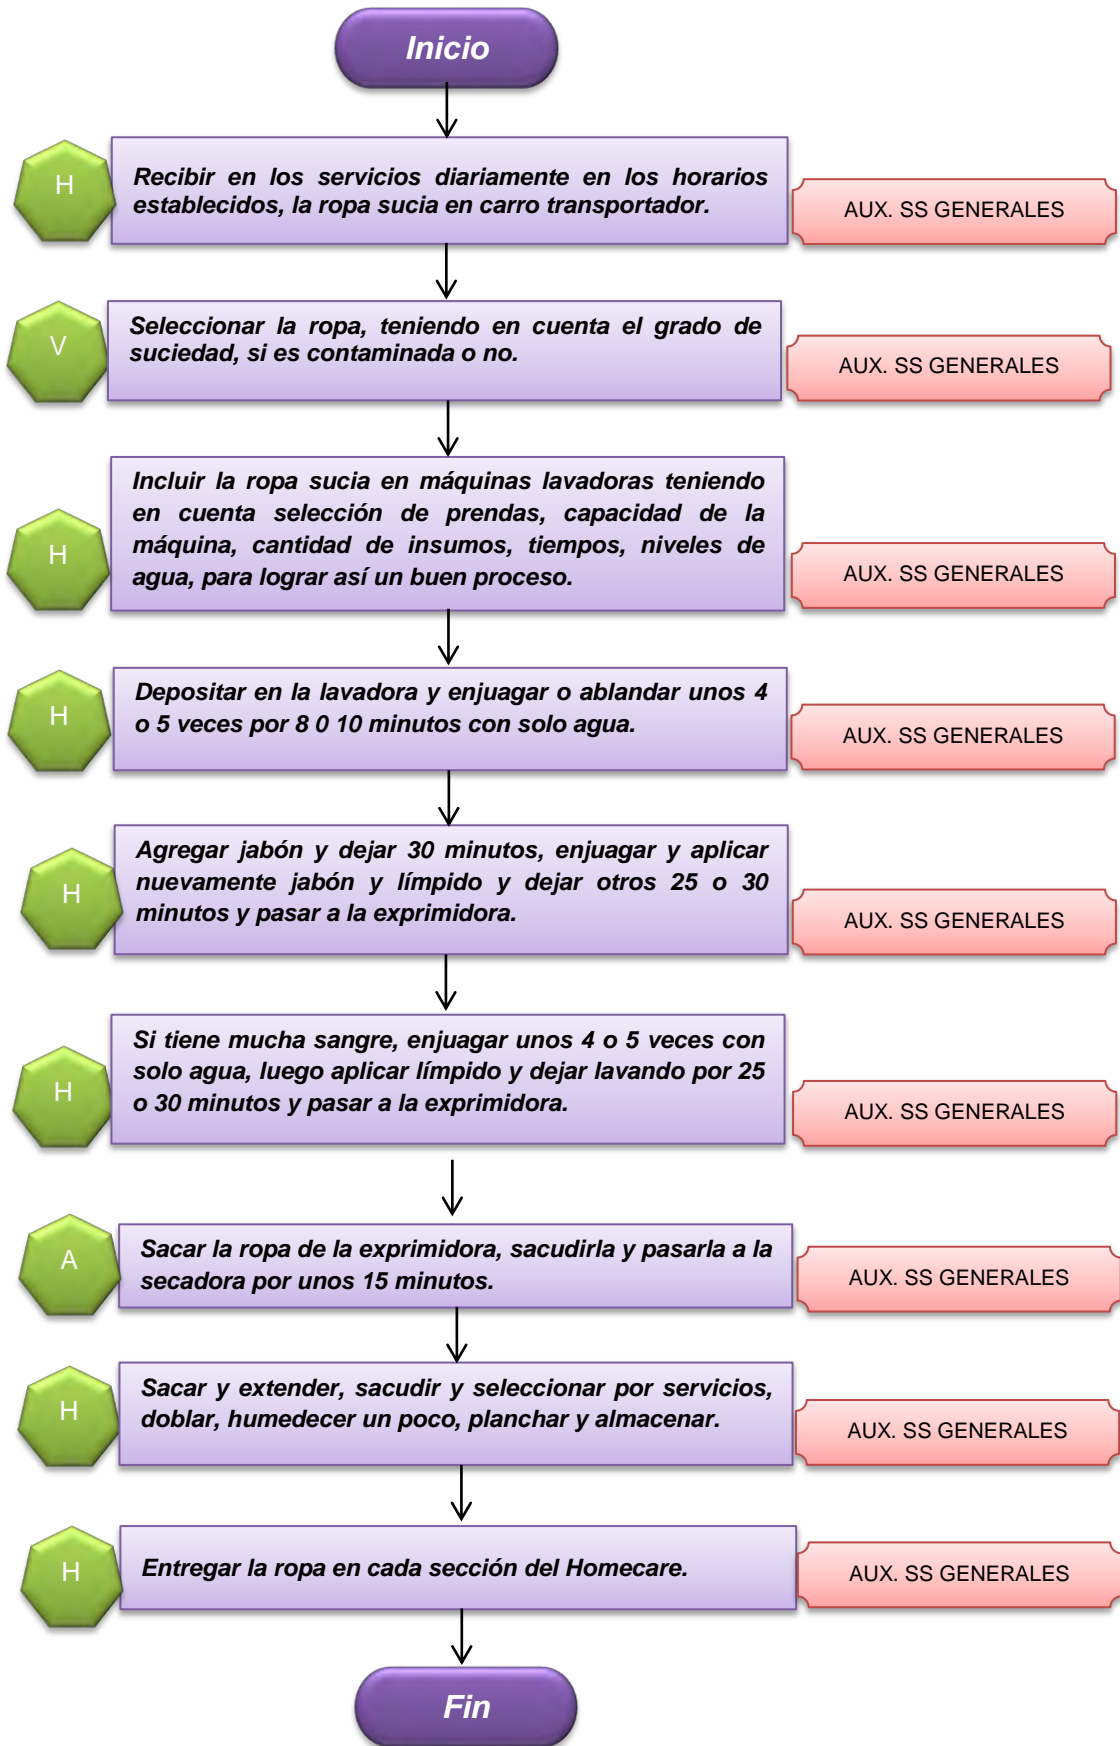 Inicio
H
Recibir en los servicios diariamente en los horarios
establecidos, la ropa sucia en carro transportador.
AUX. SS GENERALES
V
Seleccionar la ropa, teniendo en cuenta el grado de
suciedad, si es contaminada o no.
AUX. SS GENERALES
H
Incluir la ropa sucia en máquinas lavadoras teniendo
en cuenta selección de prendas, capacidad de la
máquina, cantidad de insumos, tiempos, niveles de
agua, para lograr así un buen proceso.
AUX. SS GENERALES
H
Depositar en la lavadora y enjuagar o ablandar unos 4
o 5 veces por 8 0 10 minutos con solo agua.
AUX. SS GENERALES
H
Agregar jabón y dejar 30 minutos, enjuagar y aplicar
nuevamente jabón y límpido y dejar otros 25 o 30
minutos y pasar a la exprimidora.
AUX. SS GENERALES
H
Si tiene mucha sangre, enjuagar unos 4 o 5 veces con
solo agua, luego aplicar límpido y dejar lavando por 25
o 30 minutos y pasar a la exprimidora.
AUX. SS GENERALES
A
Sacar la ropa de la exprimidora, sacudirla y pasarla a la
secadora por unos 15 minutos.
AUX. SS GENERALES
H
Sacar y extender, sacudir y seleccionar por servicios,
doblar, humedecer un poco, planchar y almacenar.
AUX. SS GENERALES
H
Entregar la ropa en cada sección del Homecare.
AUX. SS GENERALES
Fin